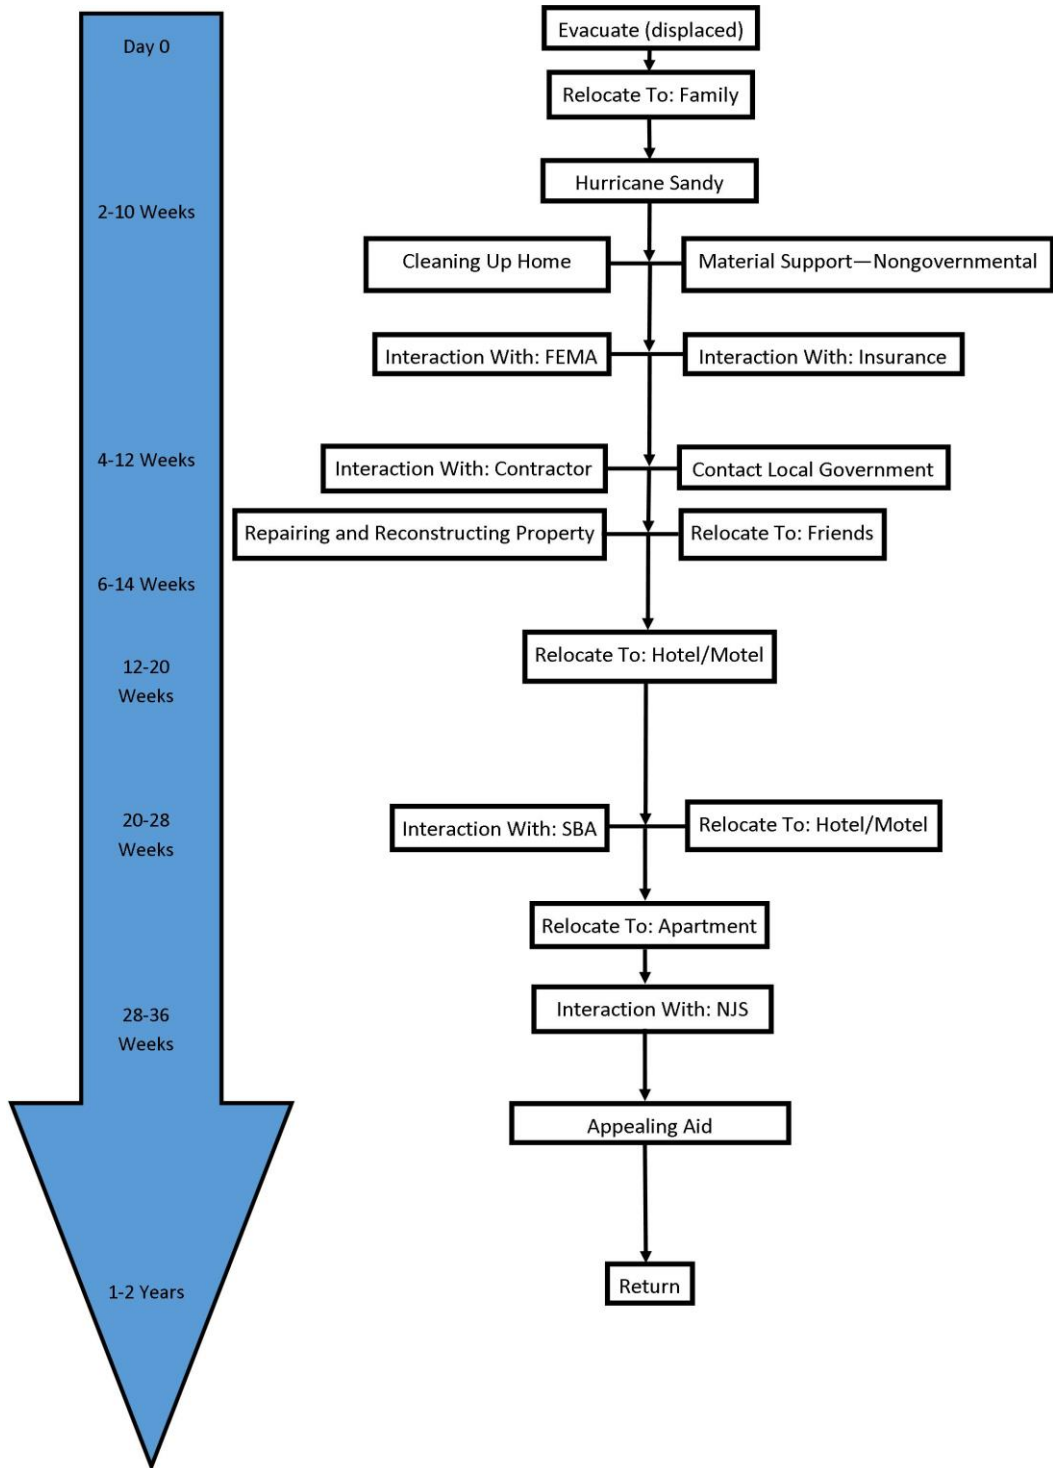 Day 0
2-10 Weeks
4-12 Weeks
6-14 Weeks
12-20
Weeks
20-28
Weeks
28-36
Weeks
1-2 Years
Evacuate (displaced)
Relocate To: Family
Hurricane Sandy
Cleaning Up Home
Material Support—Nongovernmental
Interaction With: FEMA
Interaction With: Insurance
Interaction With: Contractor
Contact Local Government
Repairing and Reconstructing Property
Relocate To: Friends
Relocate To: Hotel/Motel
Interaction With: SBA
Relocate To: Hotel/Motel
Relocate To: Apartment
Interaction With: NJS
Appealing Aid
Return